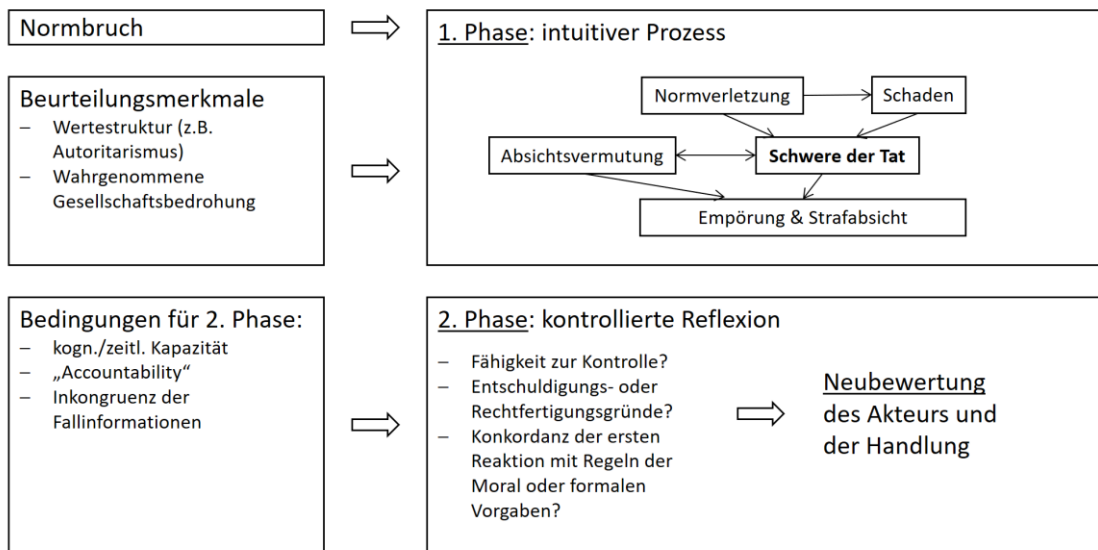 Normbruch
1. Phase: intuitiver Prozess
Beurteilungsmerkmale
– Wertestruktur (z.B.
Autoritarismus)
– Wahrgenommene
Gesellschaftsbedrohung
Normverletzung
Schaden
Absichtsvermutung
Schwere der Tat
Empörung & Strafabsicht
Bedingungen für 2. Phase:
– kogn./zeitl. Kapazität
– „Accountability“
– Inkongruenz der
Fallinformationen
2. Phase: kontrollierte Reflexion
– Fähigkeit zur Kontrolle?
– Entschuldigungs- oder
Rechtfertigungsgründe?
– Konkordanz der ersten
Reaktion mit Regeln der
Moral oder formalen
Vorgaben?
Neubewertung
des Akteurs und
der Handlung